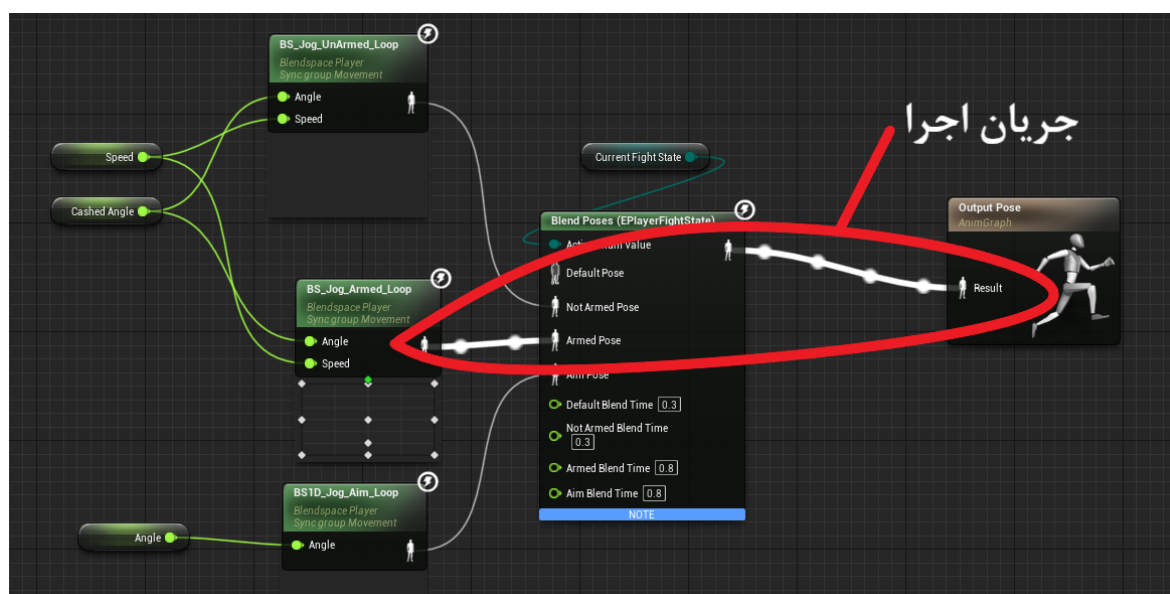 BS_Jog_UnArmed_Loop
Blendspace Player
Sync group Movement
Angle
Speed
Speed
Cashed Angle
Current Fight State
جریان اجرا
Blend Poses (EPlayerFightState)
Value
Default Pose
Not Armed Pose
Armed Pose
Aim Pose
Default Blend Time 0.3
Not Armed Blend Time
0.3
Armed Blend Time 0.8
Aim Blend Time 0.8
NOTE
Output Pose
AnimGraph
Result
BS_Jog_Armed_Loop
Blendspace Player
Sync group Movement
Angle
Speed
BS1D_Jog_Aim_Loop
Blendspace Player
Sync group Movement
Angle
Angle